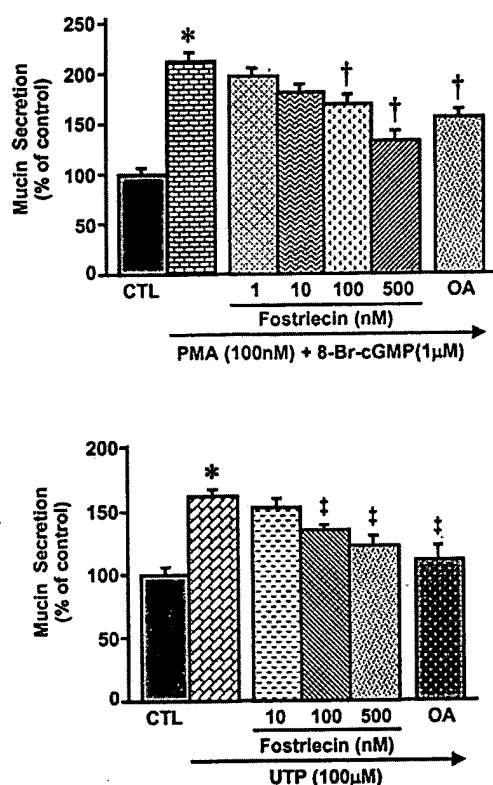 Mucin Secretion
(% of control)
250
200
150
100
50
0
*
†
†
†
CTL
1
10
100
500
OA
Fostriecin (nM)
PMA (100nM) + 8-Br-cGMP(1µM)
Mucin Secretion
(% of control)
200
150
100
50
0
*
‡
‡
‡
CTL
10
100
500
OA
Fostriecin (nM)
UTP (100µM)